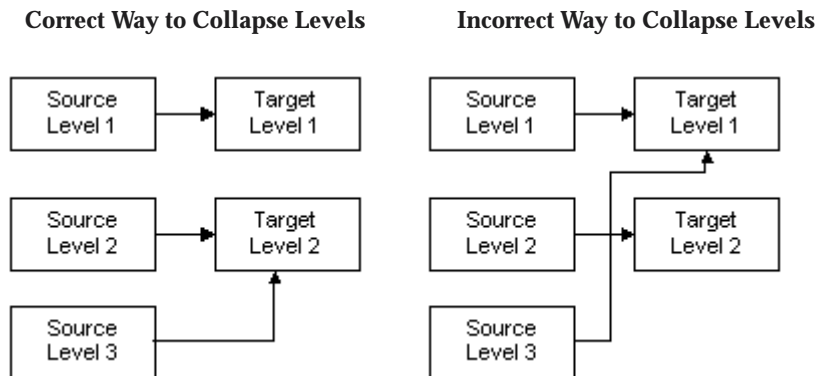 Correct Way to Collapse Levels
Source
Level 1
Target
Level 1
Source
Level 2
Target
Level 2
Source
Level 3
Incorrect Way to Collapse Levels
Source
Level 1
Target
Level 1
Source
Level 2
Target
Level 2
Source
Level 3